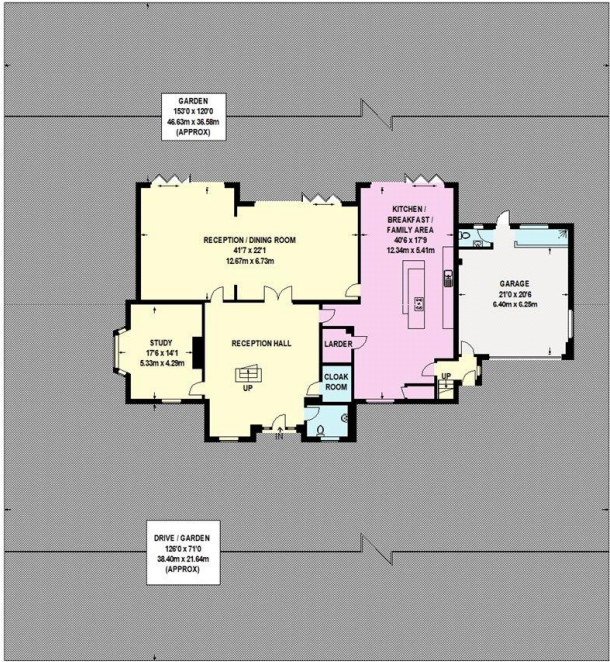 GARDEN
153'0 x 120'0
46.63m x 36.58m
(APPROX)
KITCHEN /
BREAKFAST /
FAMILY AREA
40'6 x 17'9
12.34m x 5.41m
RECEPTION / DINING ROOM
41'7 x 22'1
12.67m x 6.73m
GARAGE
21'0 x 20'6
6.40m x 6.25m
STUDY
17'6 x 14'1
5.33m x 4.29m
RECEPTION HALL
UP
LARDER
CLOAK
ROOM
UP
IN
DRIVE / GARDEN
126'0 x 71'0
38.40m x 21.64m
(APPROX)